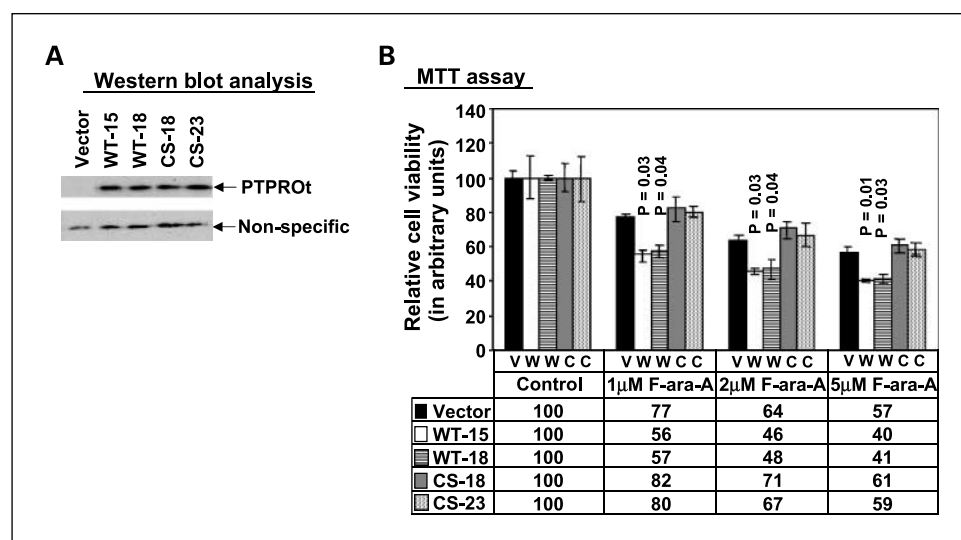 A
Western blot analysis
Vector
WT-15
WT-18
CS-18
CS-23
PTPROt
Non-specific
B
MTT assay
Relative cell viability
(in arbitrary units)
140
120
100
80
60
40
20
0
P = 0.03
P = 0.04
P = 0.03
P = 0.04
P = 0.01
P = 0.03
V W W C C V W W C C V W W C C V W W C C
Control 1μM F-ara-A 2μM F-ara-A 5μM F-ara-A
Vector 100 77 64 57
WT-15 100 56 46 40
WT-18 100 57 48 41
CS-18 100 82 71 61
CS-23 100 80 67 59